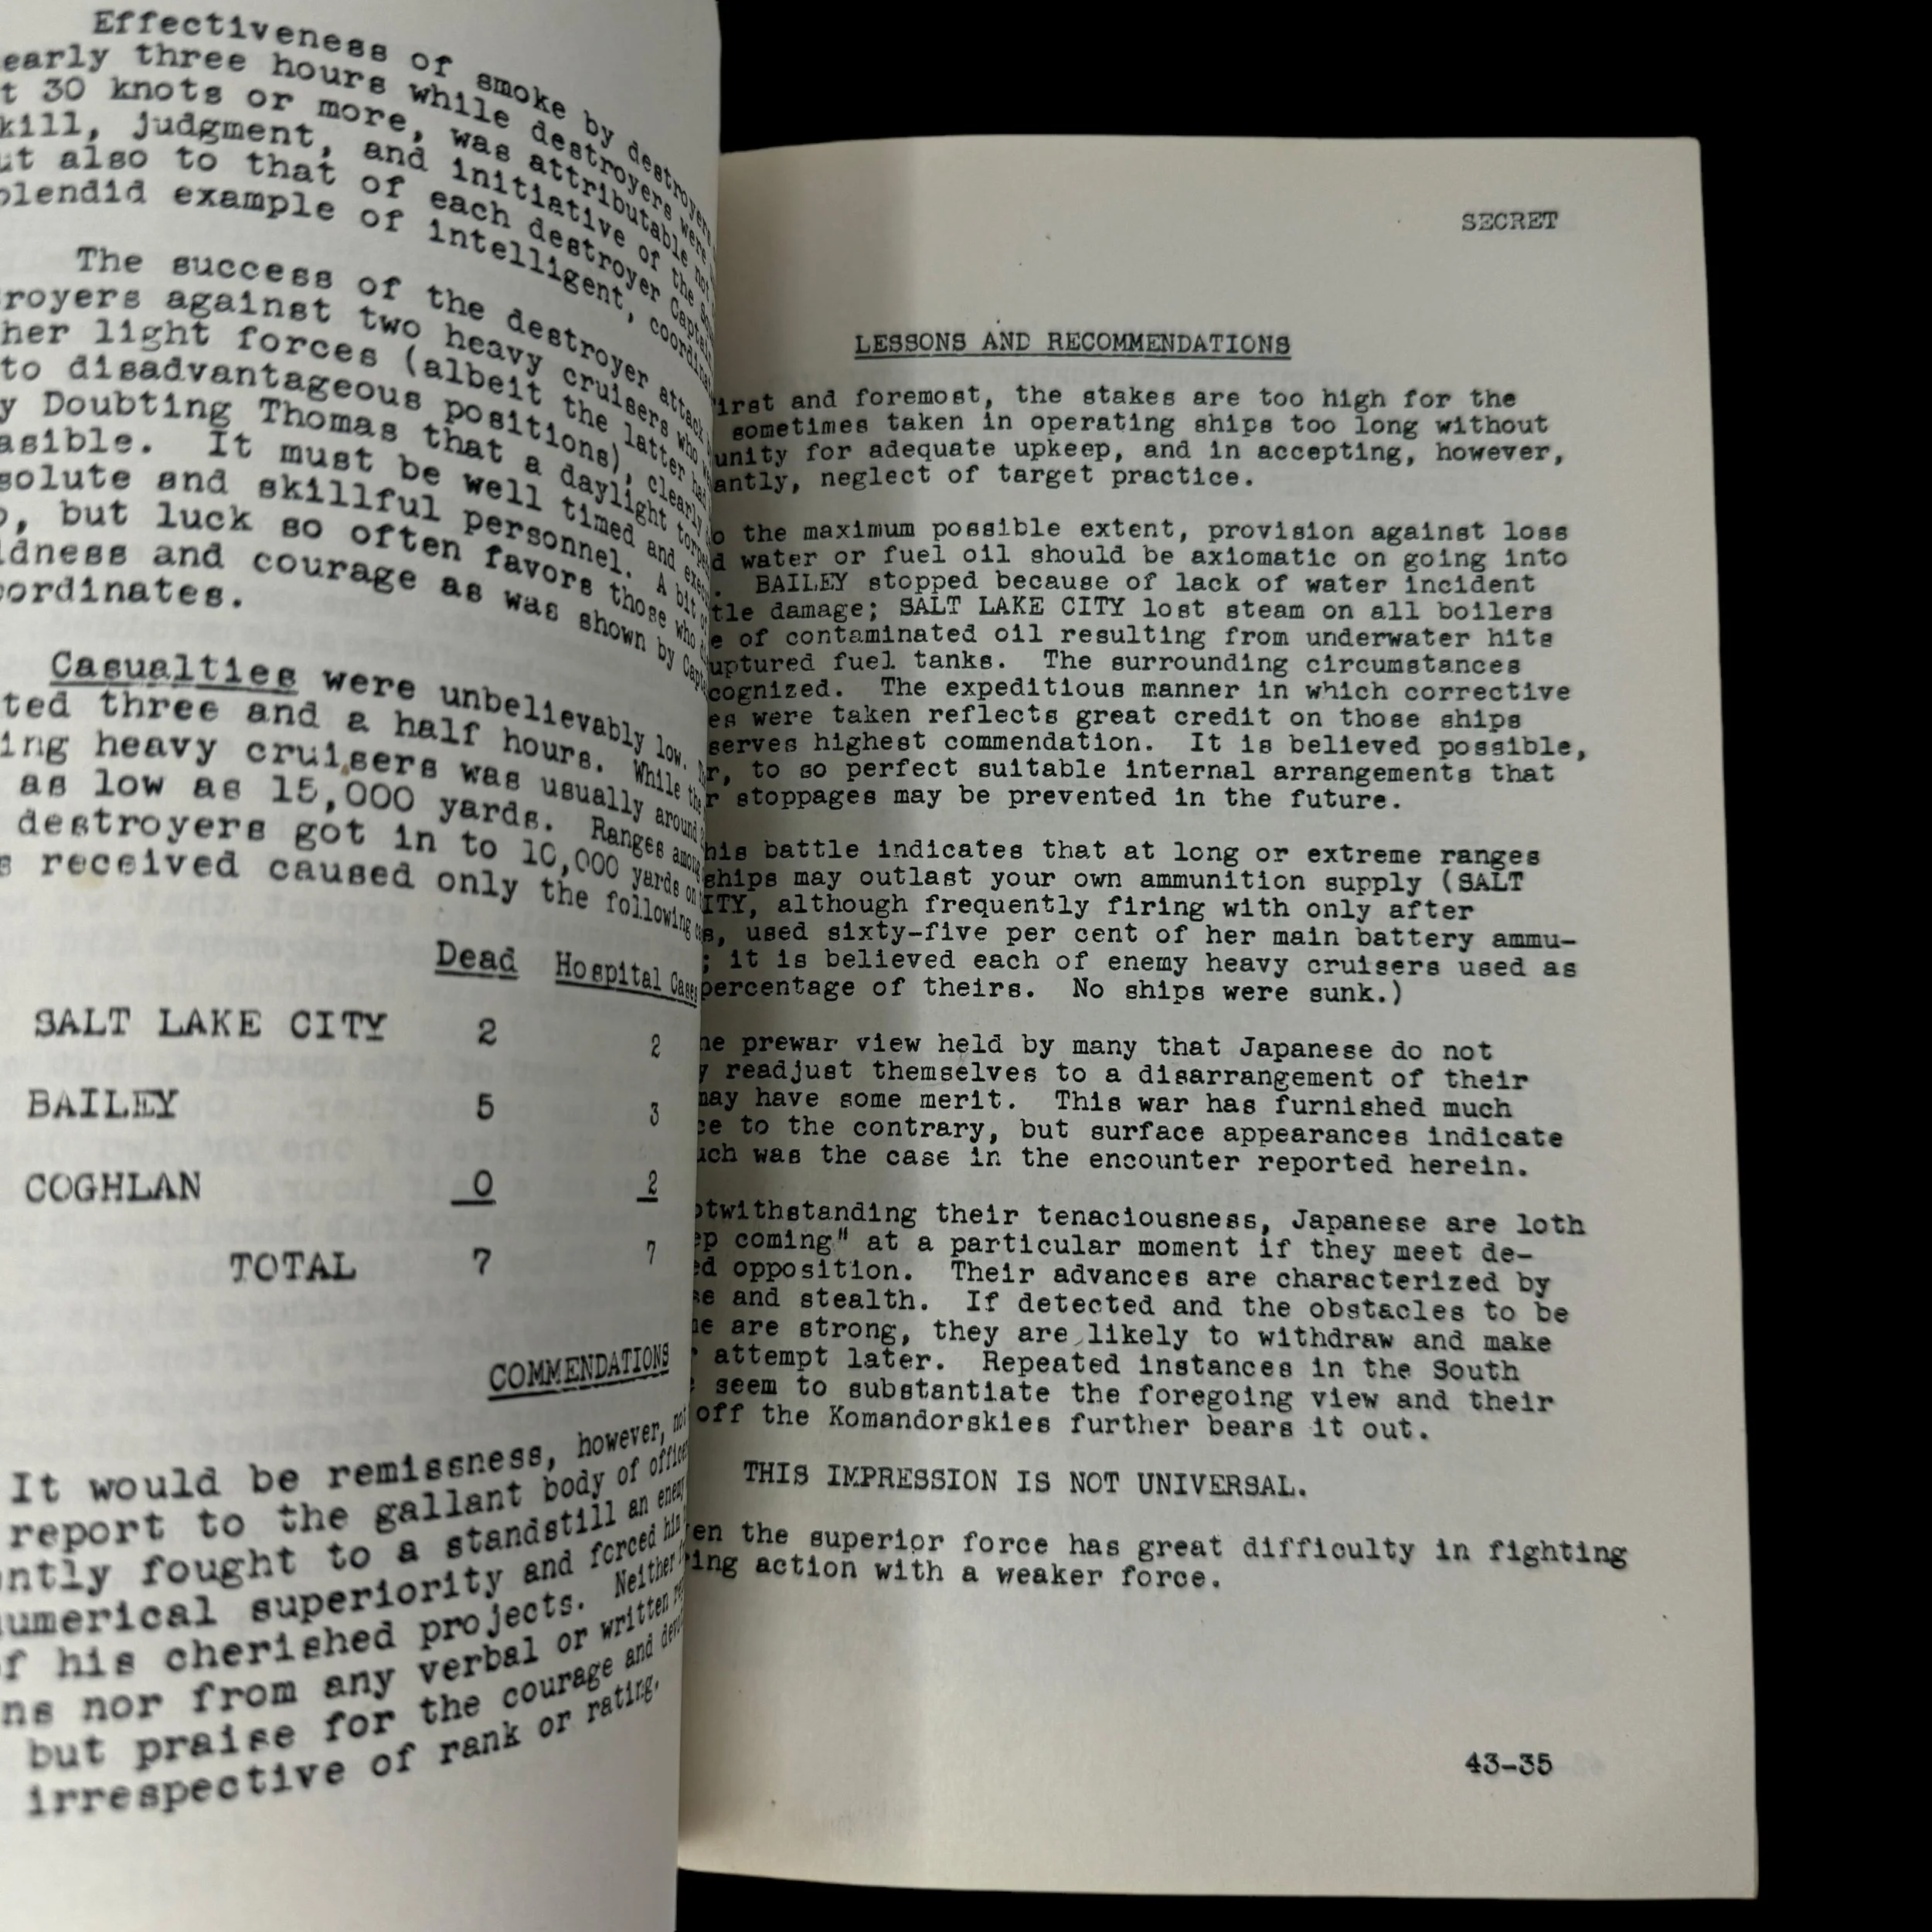 Effectiveness of smoke by destroyers
early three hours while destroyers were
t 30 knots or more, was attributable not
kill, judgment, and initiative of the
ut also to that of each destroyer
plendid example of intelligent,
The success of the destroyer attack
troyers against two heavy cruisers who
her light forces (albeit the latter had
to disadvantageous positions), clearly
y Doubting Thomas that a daylight
asible. It must be well timed and
solute and skillful personnel. A bit of
o, but luck so often favors those who
ldness and courage as was shown by
ordinates.
Casualties were unbelievably low.
ted three and a half hours. While the
ing heavy cruisers was usually around
as low as 15,000 yards. Ranges among
destroyers got in to 10,000 yards on
s received caused only the following
Dead Hospital Cases
SALT LAKE CITY 2 2
BAILEY 5 3
COGHLAN 0 2
TOTAL 7 7
COMMENDATIONS
It would be remissness, however, not
report to the gallant body of
ntly fought to a standstill an enemy
umerical superiority and forced him
f his cherished projects. Neither
ns nor from any verbal or written
but praise for the courage and
irrespective of rank or rating.
SECRET
LESSONS AND RECOMMENDATIONS
irst and foremost, the stakes are too high for the
sometimes taken in operating ships too long without
unity for adequate upkeep, and in accepting, however,
antly, neglect of target practice.
o the maximum possible extent, provision against loss
d water or fuel oil should be axiomatic on going into
. BAILEY stopped because of lack of water incident
tle damage; SALT LAKE CITY lost steam on all boilers
e of contaminated oil resulting from underwater hits
uptured fuel tanks. The surrounding circumstances
cognized. The expeditious manner in which corrective
es were taken reflects great credit on those ships
serves highest commendation. It is believed possible,
r, to so perfect suitable internal arrangements that
r stoppages may be prevented in the future.
his battle indicates that at long or extreme ranges
ships may outlast your own ammunition supply (SALT
ITY, although frequently firing with only after
s, used sixty-five per cent of her main battery ammu-
; it is believed each of enemy heavy cruisers used as
percentage of theirs. No ships were sunk.)
he prewar view held by many that Japanese do not
y readjust themselves to a disarrangement of their
may have some merit. This war has furnished much
ce to the contrary, but surface appearances indicate
uch was the case in the encounter reported herein.
otwithstanding their tenaciousness, Japanese are loth
ep coming" at a particular moment if they meet de-
ed opposition. Their advances are characterized by
se and stealth. If detected and the obstacles to be
me are strong, they are likely to withdraw and make
r attempt later. Repeated instances in the South
seem to substantiate the foregoing view and their
off the Komandorskies further bears it out.
THIS IMPRESSION IS NOT UNIVERSAL.
en the superior force has great difficulty in fighting
ing action with a weaker force.
43-35